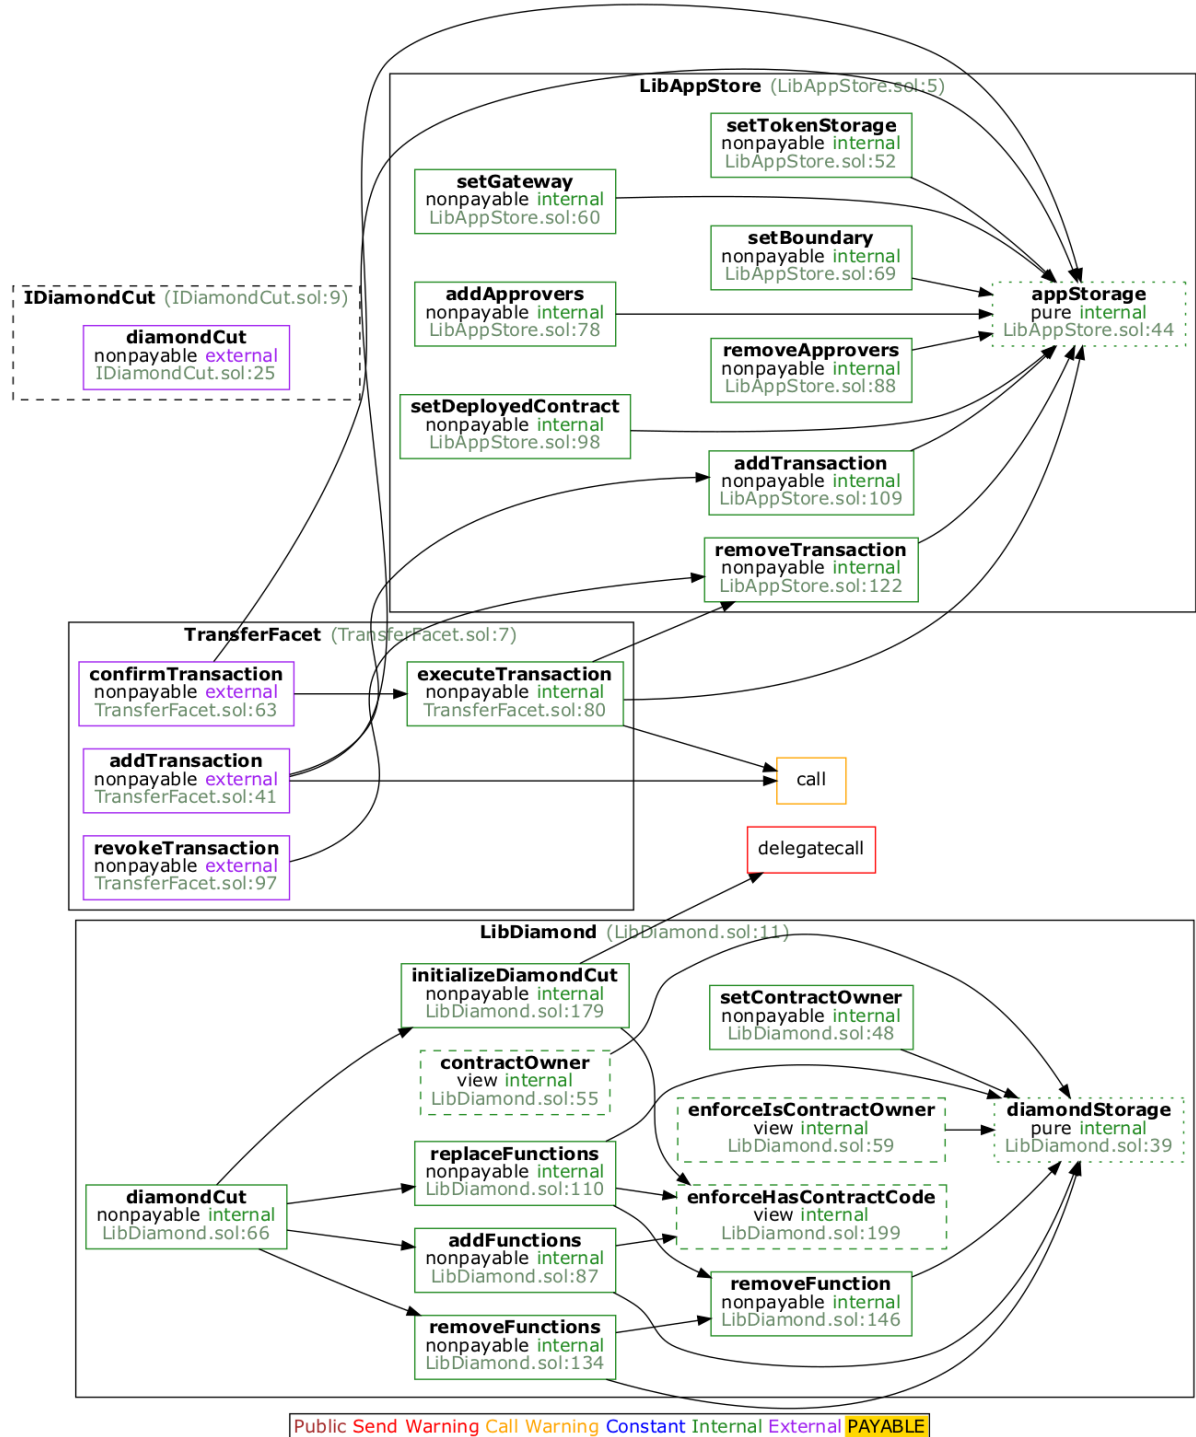 LibAppStore (LibAppStore.sol:5)
setTokenStorage
nonpayable internal
LibAppStore.sol:52
setGateway
nonpayable internal
LibAppStore.sol:60
setBoundary
nonpayable internal
LibAppStore.sol:69
addApprovers
nonpayable internal
LibAppStore.sol:78
appStorage
pure internal
LibAppStore.sol:44
removeApprovers
nonpayable internal
LibAppStore.sol:88
setDeployedContract
nonpayable internal
LibAppStore.sol:98
addTransaction
nonpayable internal
LibAppStore.sol:109
removeTransaction
nonpayable internal
LibAppStore.sol:122
IDiamondCut (IDiamondCut.sol:9)
diamondCut
nonpayable external
IDiamondCut.sol:25
TransferFacet (TransferFacet.sol:7)
confirmTransaction
nonpayable external
TransferFacet.sol:63
executeTransaction
nonpayable internal
TransferFacet.sol:80
addTransaction
nonpayable external
TransferFacet.sol:41
revokeTransaction
nonpayable external
TransferFacet.sol:97
call
delegatecall
LibDiamond (LibDiamond.sol:11)
initializeDiamondCut
nonpayable internal
LibDiamond.sol:179
setContractOwner
nonpayable internal
LibDiamond.sol:48
contractOwner
view internal
LibDiamond.sol:55
enforceIsContractOwner
view internal
LibDiamond.sol:59
diamondStorage
pure internal
LibDiamond.sol:39
replaceFunctions
nonpayable internal
LibDiamond.sol:110
diamondCut
nonpayable internal
LibDiamond.sol:66
enforceHasContractCode
view internal
LibDiamond.sol:199
addFunctions
nonpayable internal
LibDiamond.sol:87
removeFunction
nonpayable internal
LibDiamond.sol:146
removeFunctions
nonpayable internal
LibDiamond.sol:134
Public Send Warning Call Warning Constant Internal External PAYABLE